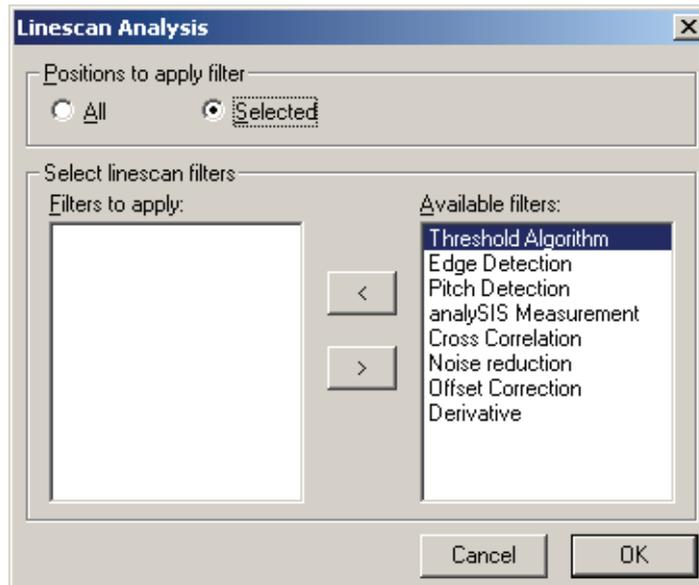 Linescan Analysis
Positions to apply filter
All
Selected
Select linescan filters
Filters to apply:
Available filters:
Threshold Algorithm
Edge Detection
Pitch Detection
analySIS Measurement
Cross Correlation
Noise reduction
Offset Correction
Derivative
<
>
Cancel
OK